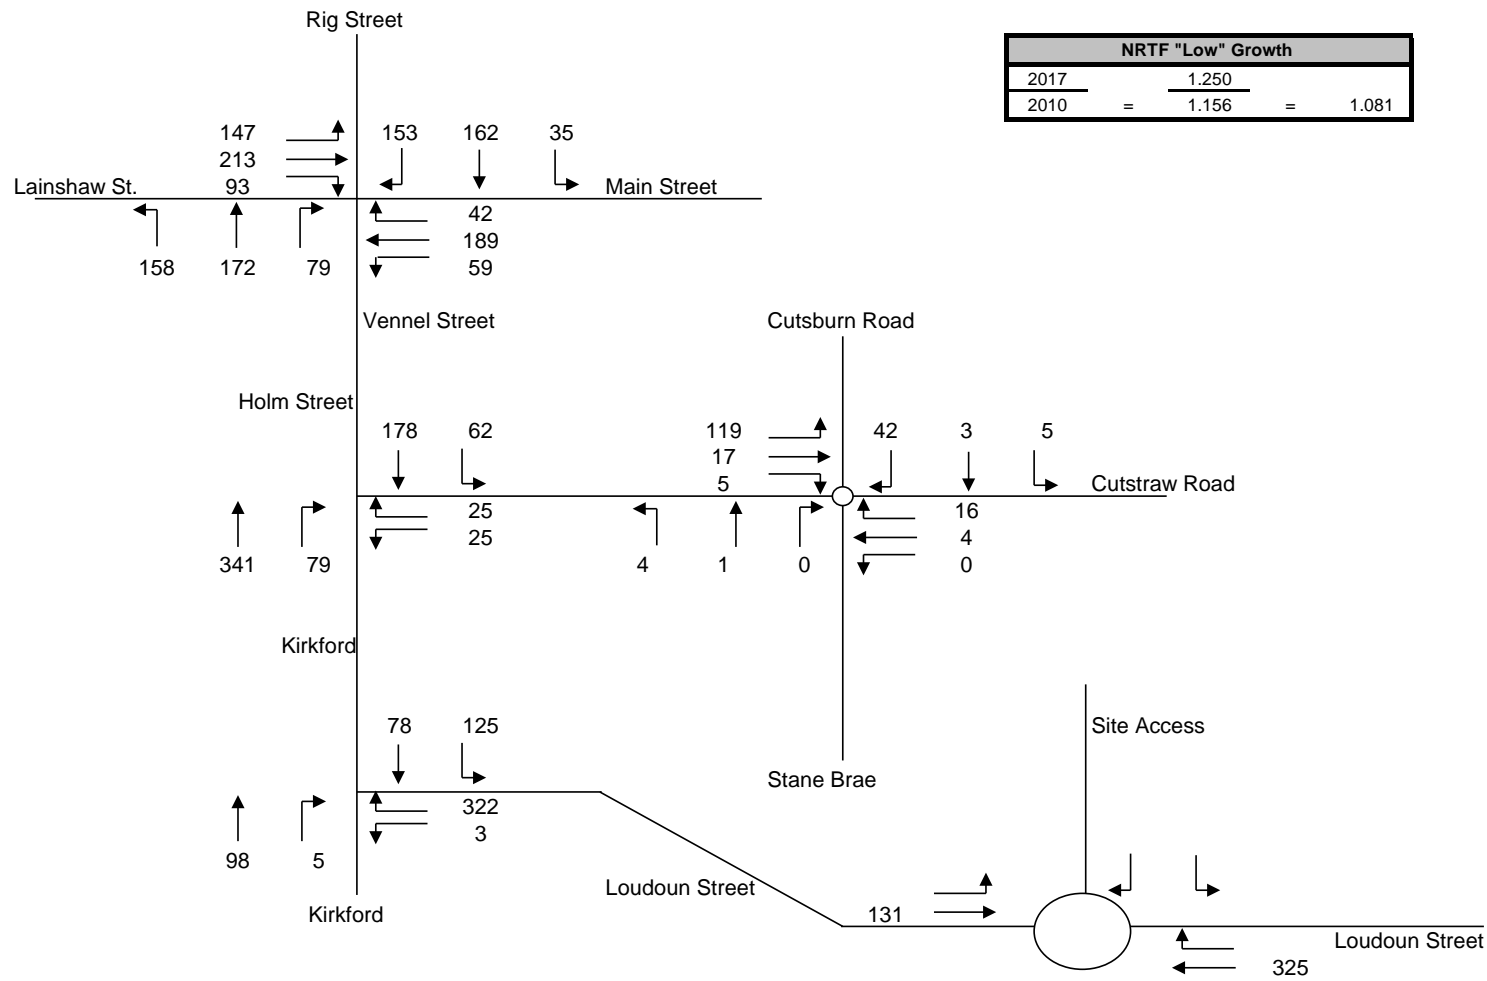 Rig Street
NRTF "Low" Growth
2017 1.250
2010 = 1.156 = 1.081
147 153 162 35
213
Lainshaw St. 93 Main Street
42
189
158 172 79 59
Vennel Street Cutsburn Road
Holm Street
178 62 119 42 3 5
17
5 Cutstraw Road
25 16
25 4
341 79 4 1 0 0
Kirkford
78 125 Site Access
Stane Brae
322
3
98 5
Loudoun Street
Kirkford 131
Loudoun Street
325